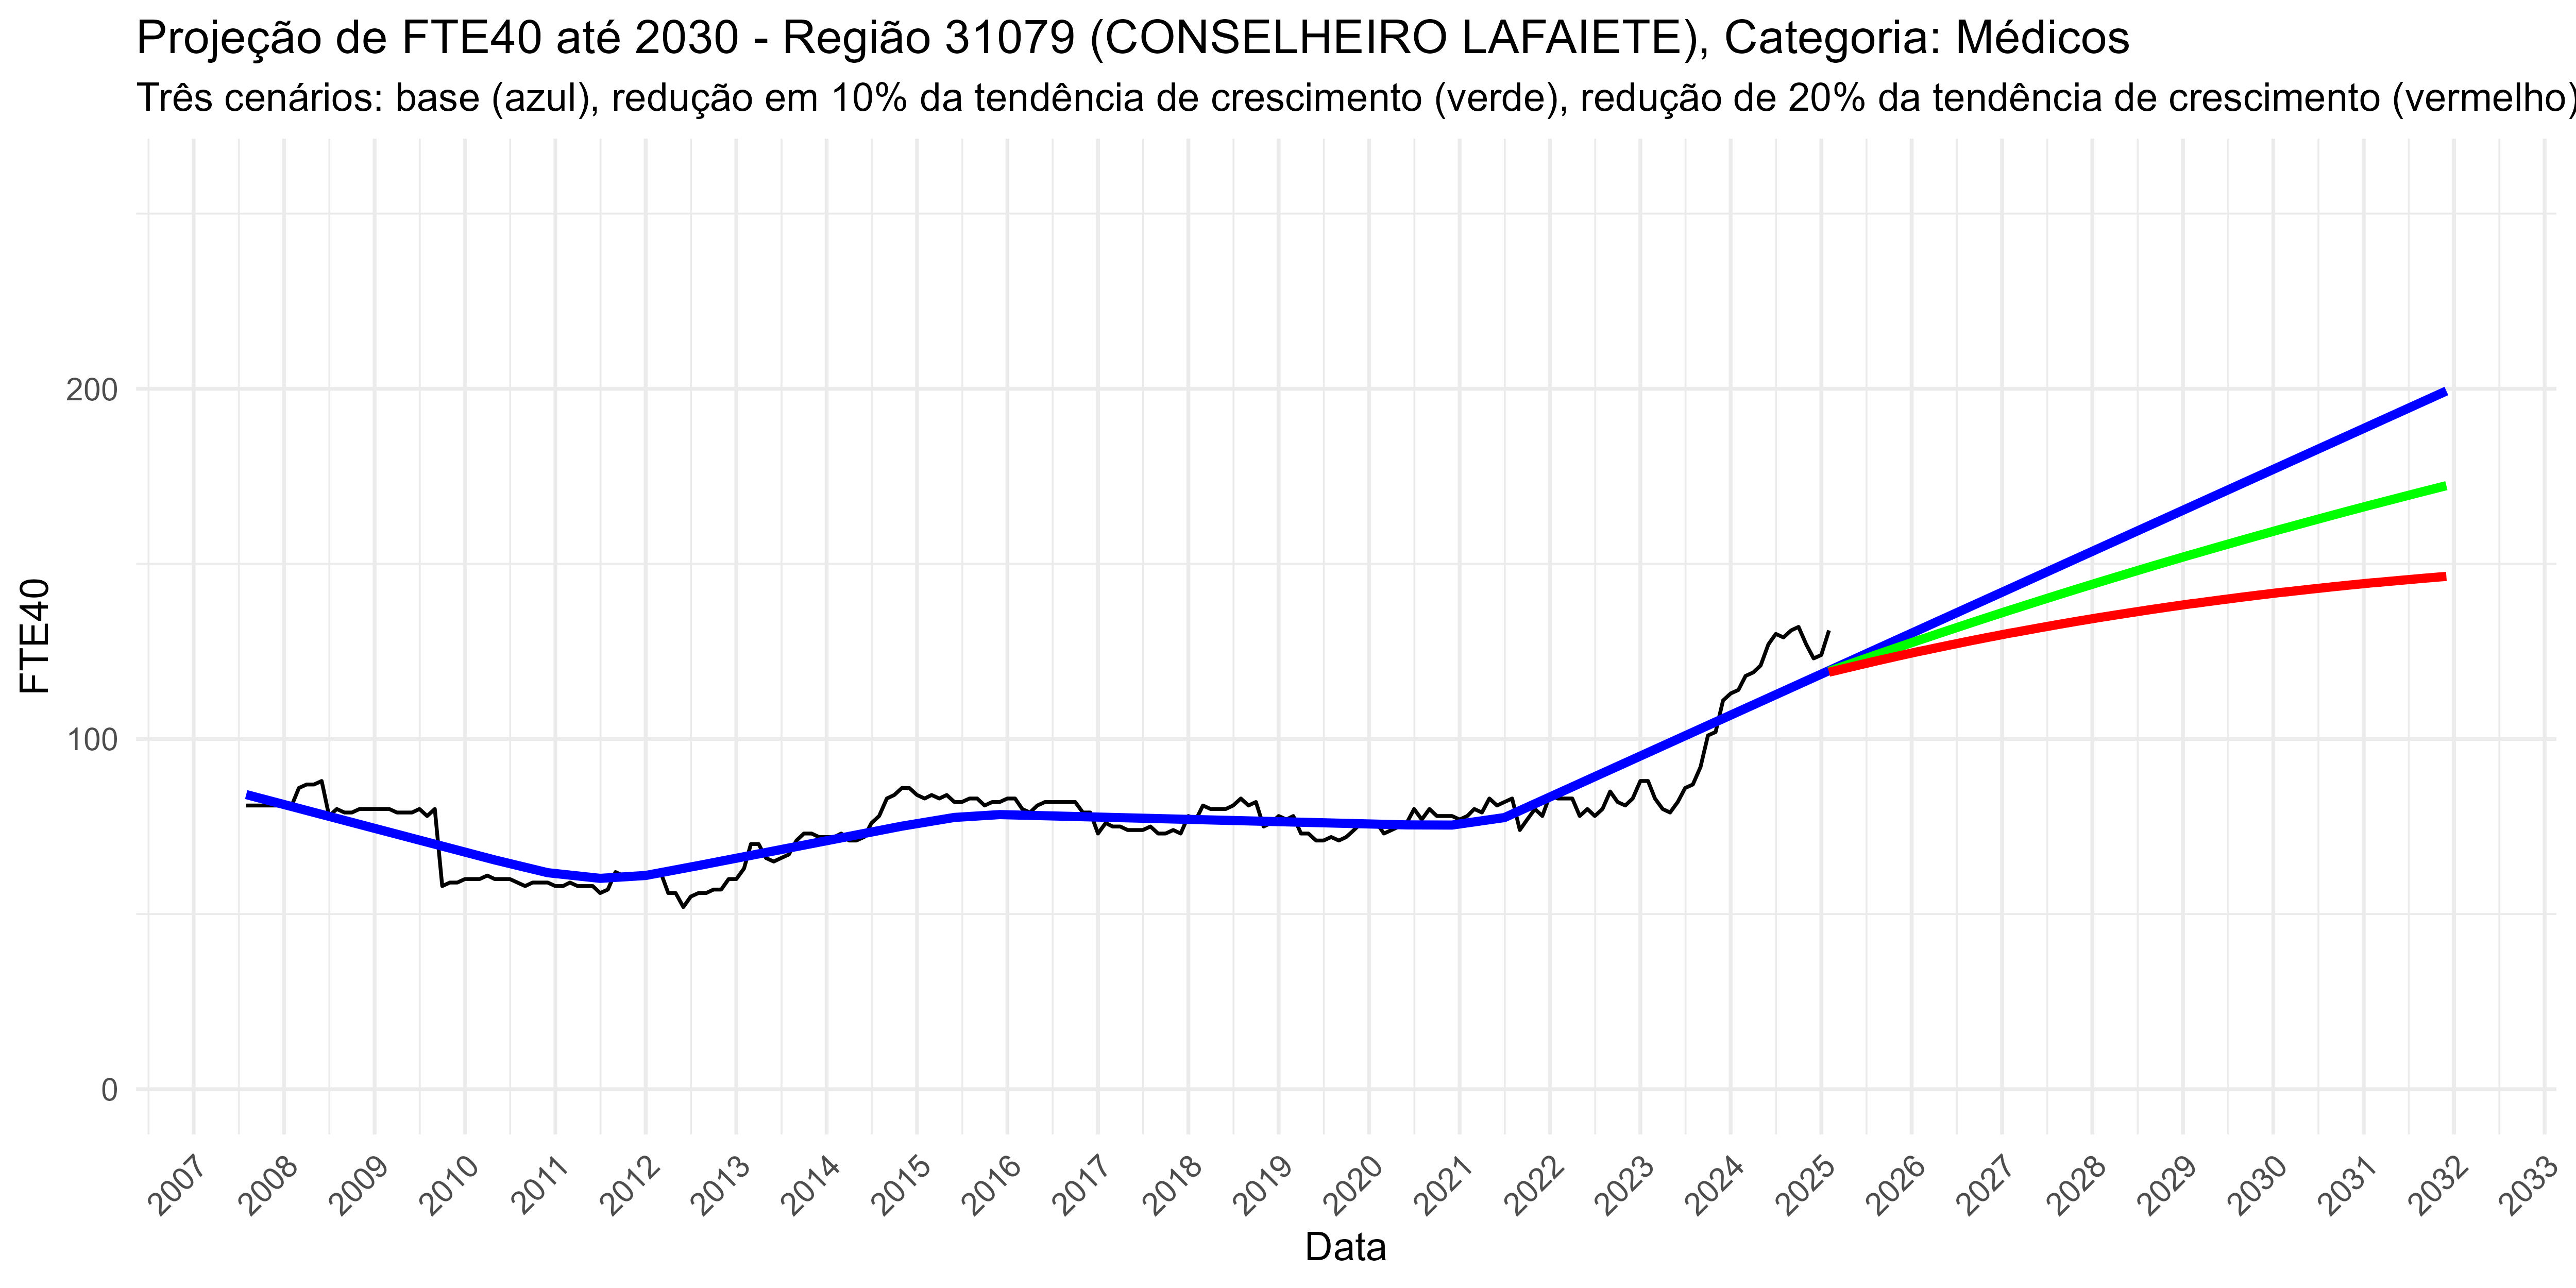 Projeção de FTE40 até 2030 - Região 31079 (CONSELHEIRO LAFAIETE), Categoria: Médicos
Três cenários: base (azul), redução em 10% da tendência de crescimento (verde), redução de 20% da tendência de crescimento (vermelho)
FTE40
200
100
0
2007 2008 2009 2010 2011 2012 2013 2014 2015 2016 2017 2018 2019 2020 2021 2022 2023 2024 2025 2026 2027 2028 2029 2030 2031 2032 2033
Data